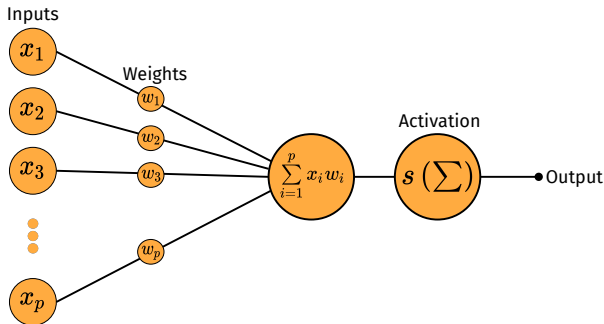 Inputs
x₁
Weights
w₁
x₂
Activation
w₂
x₃
w₃
p
∑ xᵢwᵢ
i=1
s (∑)
Output
wₚ
xₚ